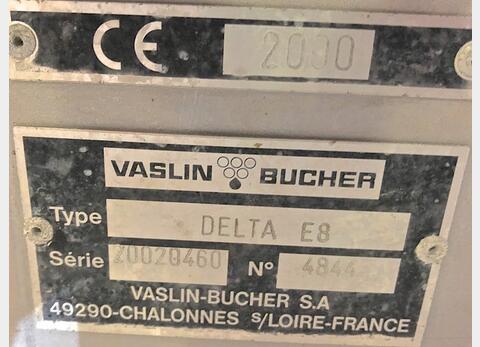 CE 2000
VASLIN BUCHER
Type DELTA E8
Série 20020460 N° 4844
VASLIN-BUCHER S.A
49290-CHALONNES S/LOIRE-FRANCE